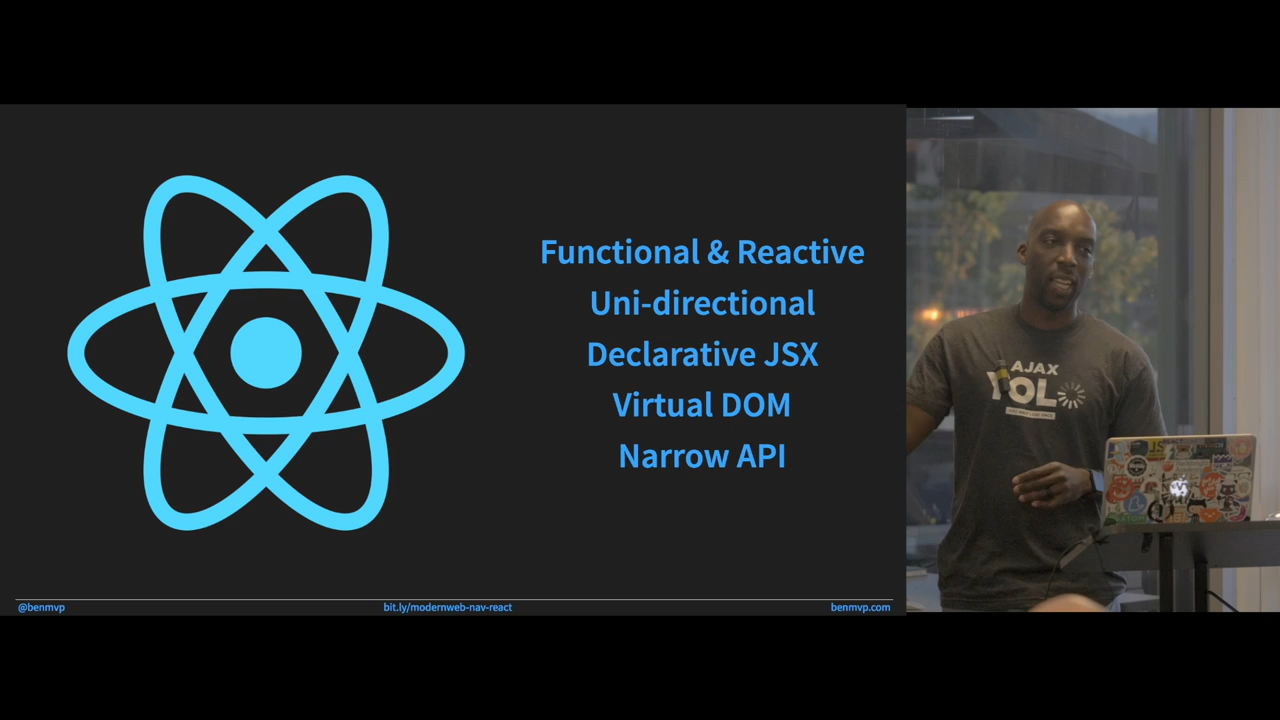 Functional & Reactive
Uni-directional
Declarative JSX
Virtual DOM
Narrow API
@benmvp
bit.ly/modernweb-nav-react
benmvp.com
AJAX
YOLO
JS